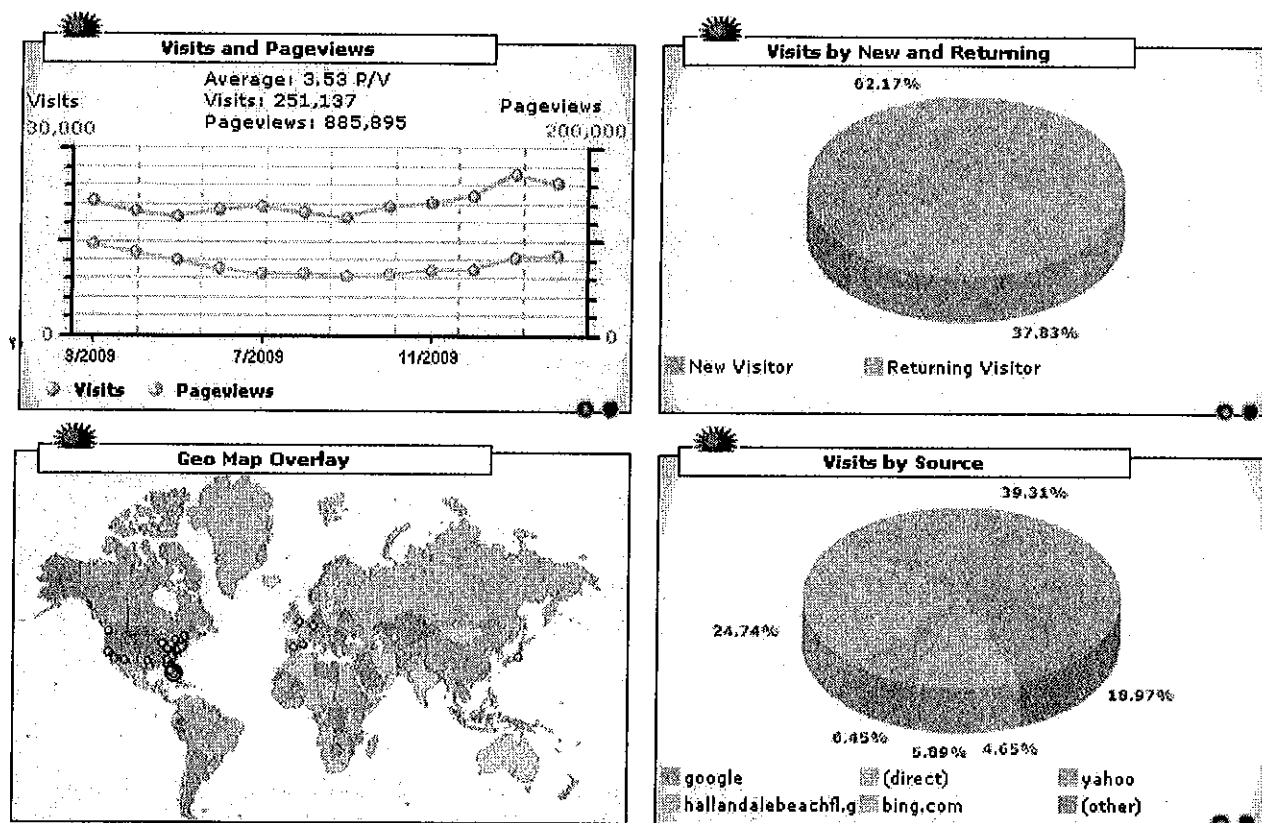 Visits and Pageviews
Average: 3.53 P/V
Visits: 251,137
Pageviews: 885,895
Visits
30,000
Pageviews
200,000
0
0
3/2009
7/2009
11/2009
Visits
Pageviews
Visits by New and Returning
62.17%
37.83%
New Visitor
Returning Visitor
Geo Map Overlay
Visits by Source
39.31%
24.74%
18.97%
6.45%
5.89%
4.65%
google
(direct)
yahoo
hallandalebeachfl.g
bing.com
(other)